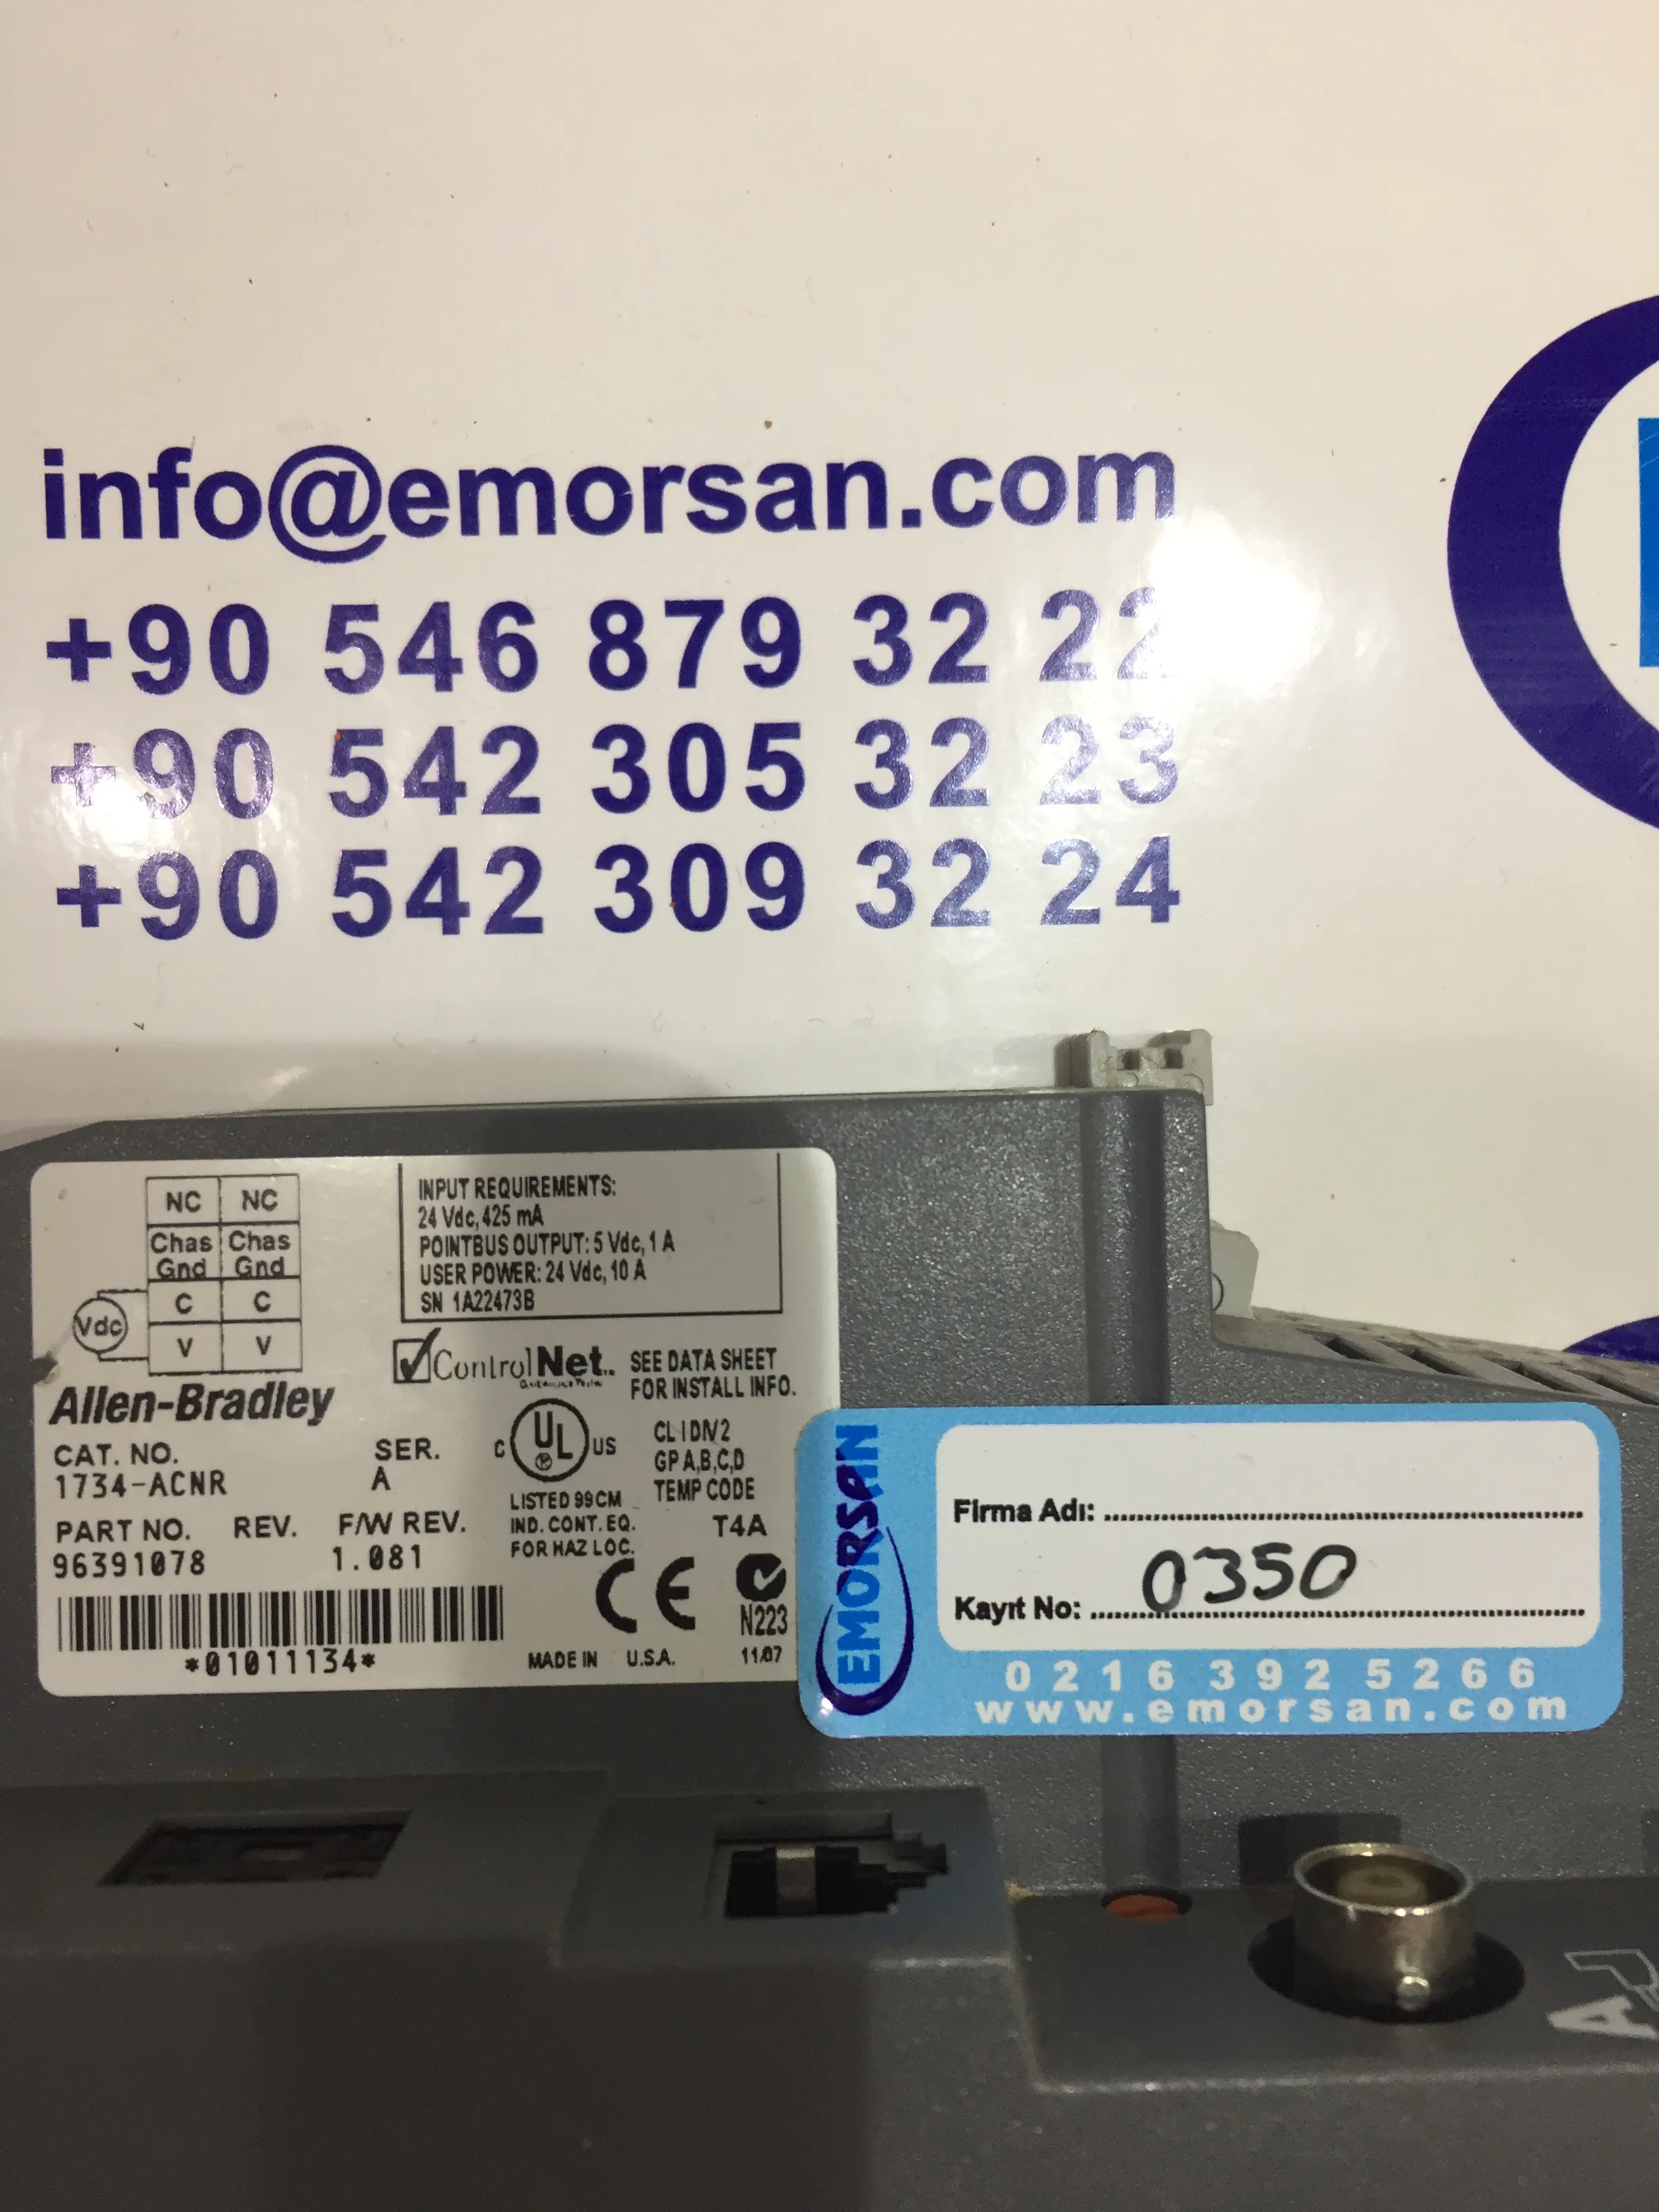 info@emorsan.com
+90 546 879 32 22
+90 542 305 32 23
+90 542 309 32 24
NC NC
Chas Chas
Gnd Gnd
C C
Vdc
V V
INPUT REQUIREMENTS:
24 Vdc, 425 mA
POINTBUS OUTPUT: 5 Vdc, 1 A
USER POWER: 24 Vdc, 10 A
SN 1A22473B
ControlNet
SEE DATA SHEET
FOR INSTALL INFO.
Allen-Bradley
CAT. NO. SER.
1734-ACNR A
PART NO. REV. F/W REV.
96391078 1.081
*01011134*
C UL US
LISTED 99CM
IND. CONT. EQ.
FOR HAZ LOC.
CL I DIV 2
GP A,B,C,D
TEMP CODE
T4A
CE
N223
MADE IN U.S.A. 11/07
EMORSAN
Firma Adı:
Kayıt No: 0350
0216 392 5266
www.emorsan.com
A